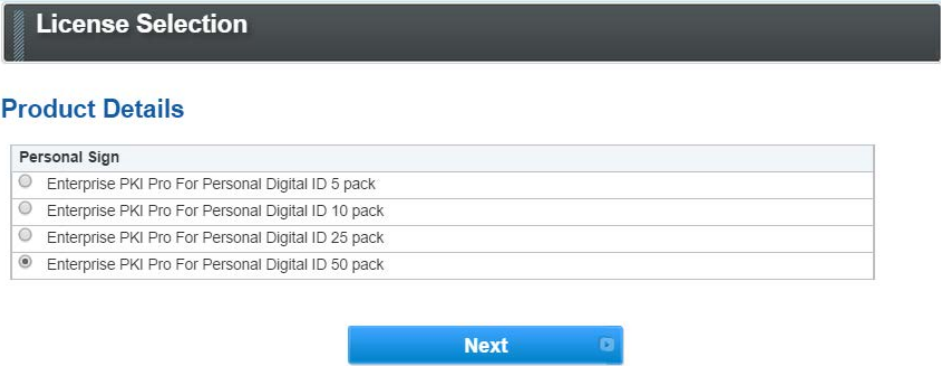 License Selection
Product Details
Personal Sign
Enterprise PKI Pro For Personal Digital ID 5 pack
Enterprise PKI Pro For Personal Digital ID 10 pack
Enterprise PKI Pro For Personal Digital ID 25 pack
Enterprise PKI Pro For Personal Digital ID 50 pack
Next